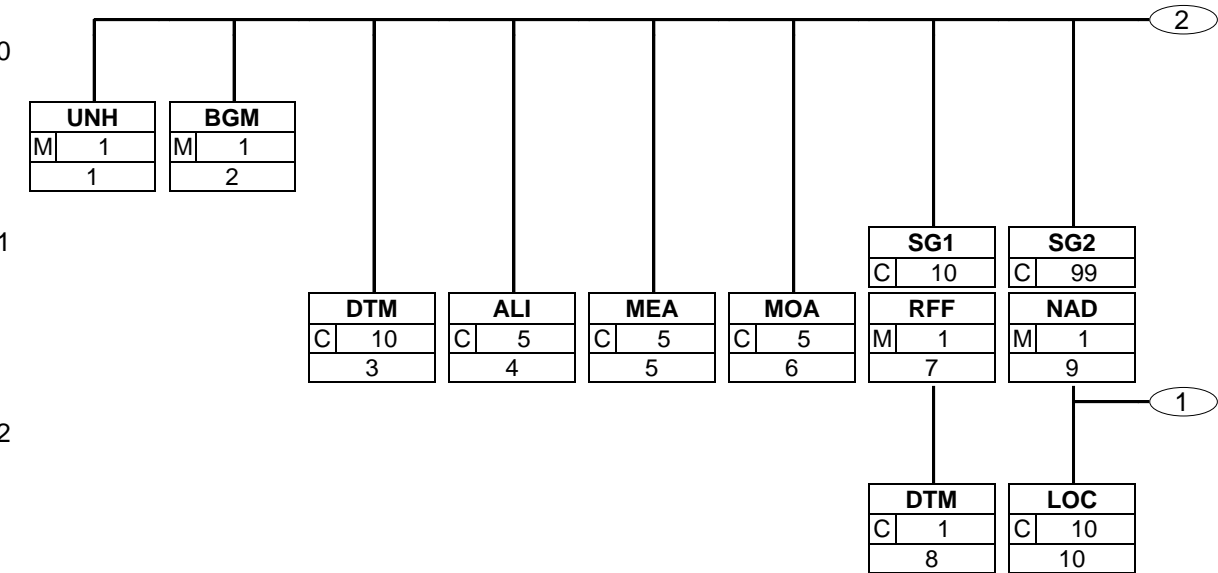 2
0
UNH BGM
M 1 M 1
1 2
1
SG1 SG2
C 10 C 99
DTM ALI MEA MOA RFF NAD
C 10 C 5 C 5 C 5 M 1 M 1
3 4 5 6 7 9
1
2
DTM LOC
C 1 C 10
8 10